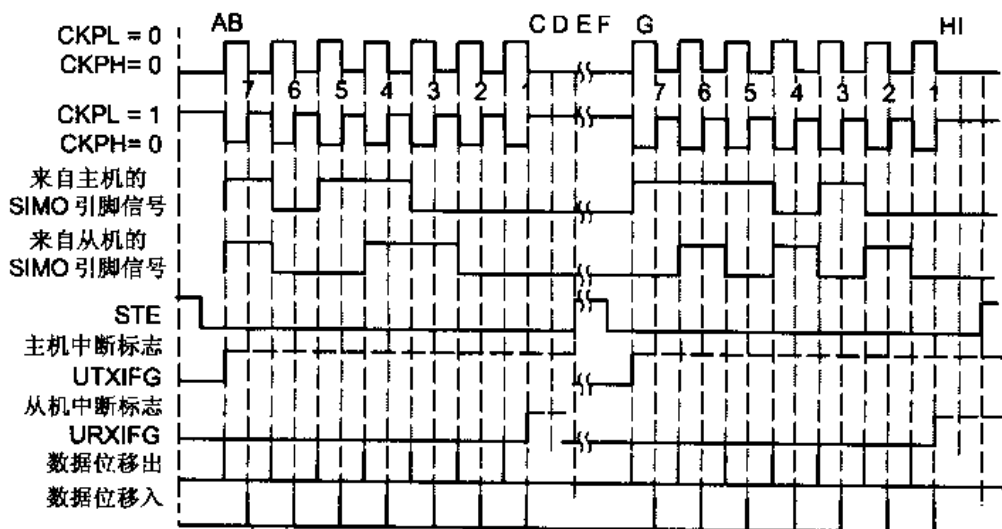 AB
C D E F
G
HI
CKPL = 0
CKPH= 0
7 6 5 4 3 2 1
7 6 5 4 3 2 1
CKPL = 1
CKPH=0
来自主机的
SIMO 引脚信号
来自从机的
SIMO 引脚信号
STE
主机中断标志
UTXIFG
从机中断标志
URXIFG
数据位移出
数据位移入